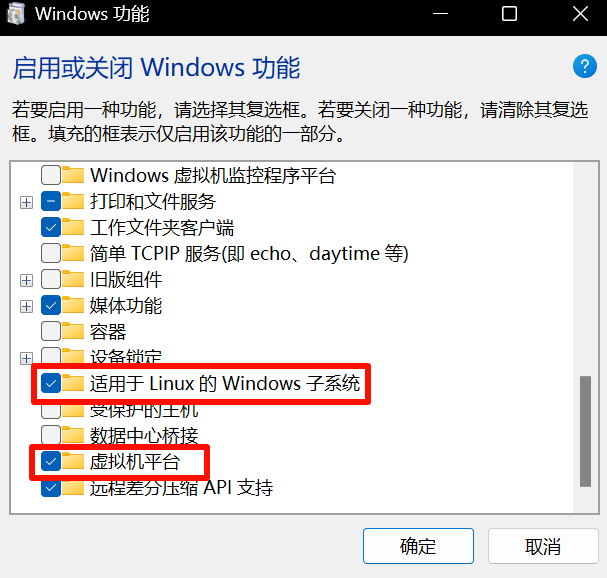 Windows 功能
启用或关闭 Windows 功能
若要启用一种功能，请选择其复选框。若要关闭一种功能，请清除其复选
框。填充的框表示仅启用该功能的一部分。
Windows 虚拟机监控程序平台
打印和文件服务
工作文件夹客户端
简单 TCPIP 服务(即 echo、daytime 等)
旧版组件
媒体功能
容器
设备锁定
适用于 Linux 的 Windows 子系统
受保护的主机
数据中心桥接
虚拟机平台
远程差分压缩 API 支持
确定
取消